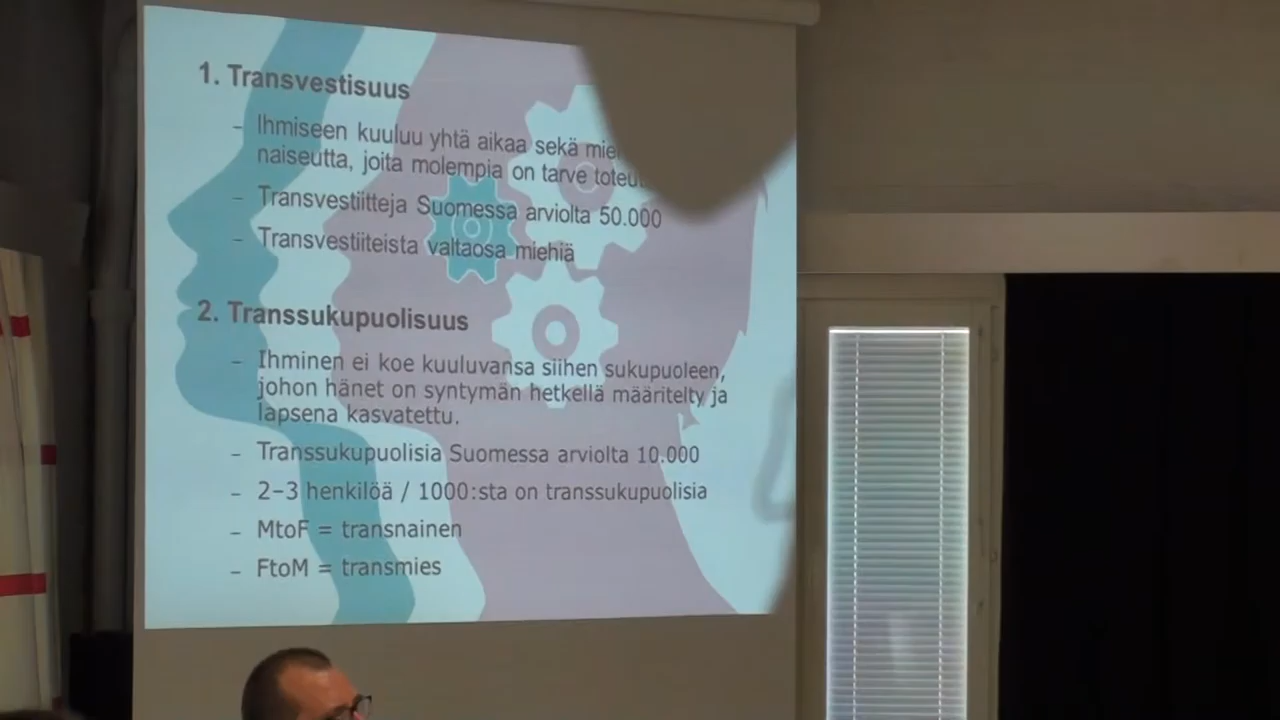 1. Transvestisuus
- Ihmiseen kuuluu yhtä aikaa sekä
naiseutta, joita molempia on tarve
- Transvestiitteja Suomessa arviolta 50.000
- Transvestiiteista valtaosa miehiä
2. Transsukupuolisuus
- Ihminen ei koe kuuluvansa siihen sukupuoleen,
johon hänet on syntymän hetkellä määritelty ja
lapsena kasvatettu.
- Transsukupuolisia Suomessa arviolta 10.000
- 2-3 henkilöä / 1000:sta on transsukupuolisia
- MtoF = transnainen
- FtoM = transmies